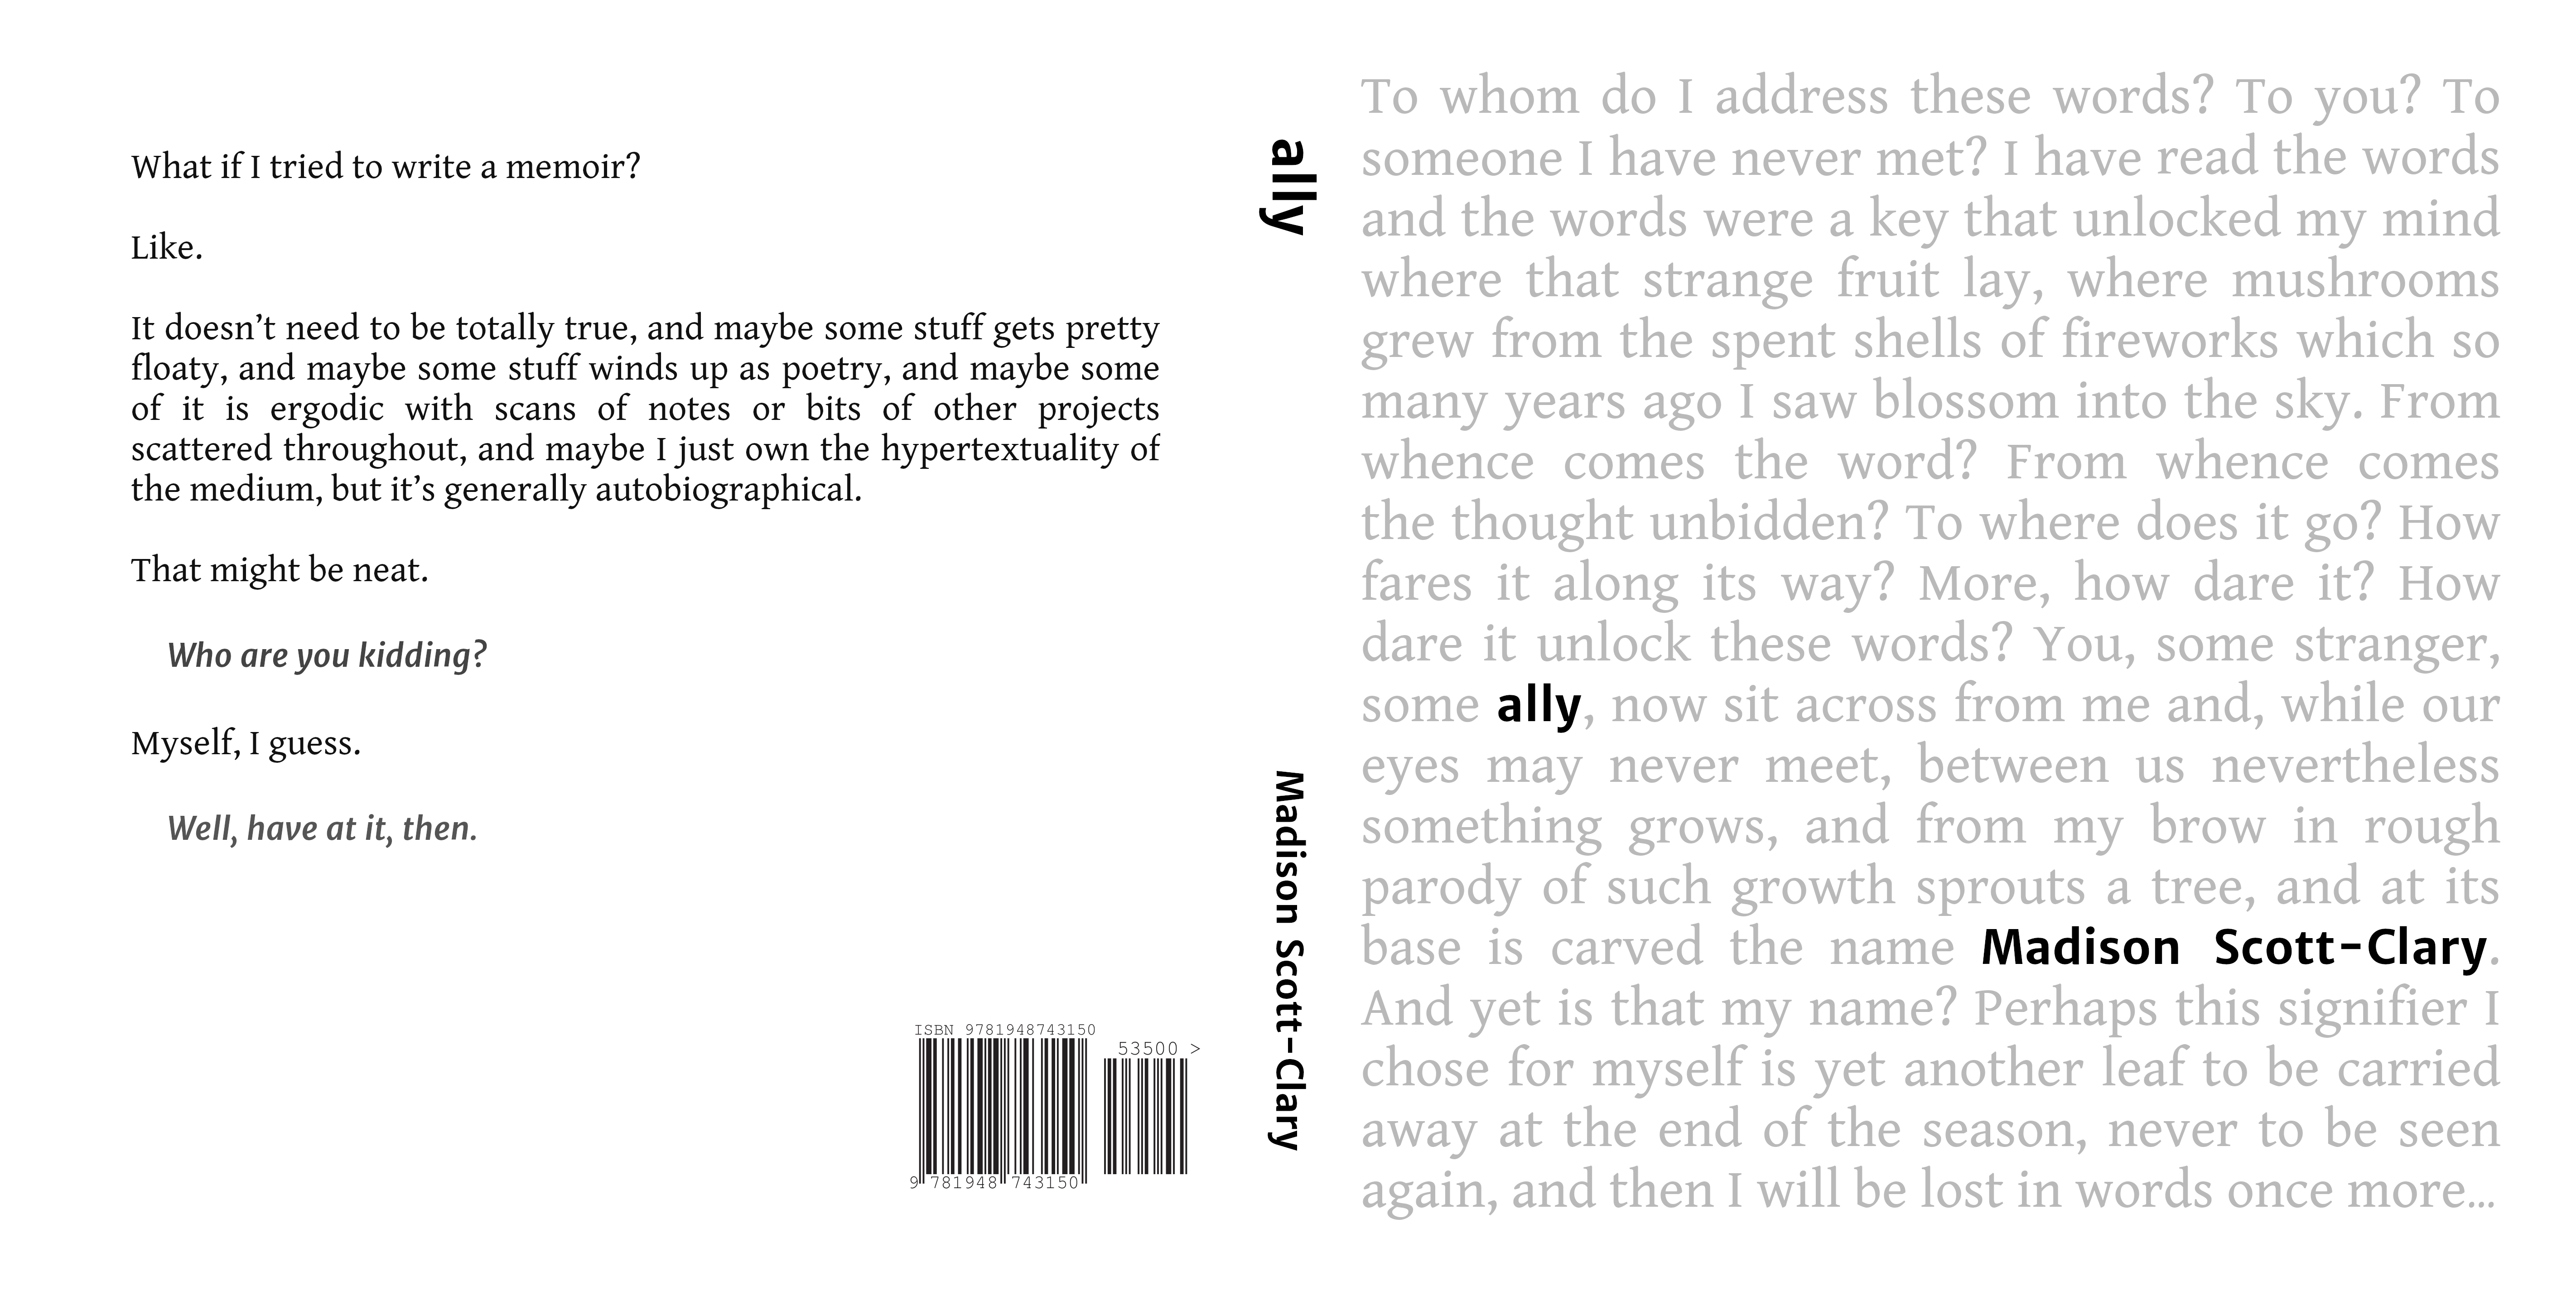 What if I tried to write a memoir?
Like.
It doesn’t need to be totally true, and maybe some stuff gets pretty
floaty, and maybe some stuff winds up as poetry, and maybe some
of it is ergodic with scans of notes or bits of other projects
scattered throughout, and maybe I just own the hypertextuality of
the medium, but it’s generally autobiographical.
That might be neat.
Who are you kidding?
Myself, I guess.
Well, have at it, then.
ISBN 9781948743150
53500 >
9 781948 743150
ally
Madison Scott-Clary
To whom do I address these words? To you? To
someone I have never met? I have read the words
and the words were a key that unlocked my mind
where that strange fruit lay, where mushrooms
grew from the spent shells of fireworks which so
many years ago I saw blossom into the sky. From
whence comes the word? From whence comes
the thought unbidden? To where does it go? How
fares it along its way? More, how dare it? How
dare it unlock these words? You, some stranger,
some ally, now sit across from me and, while our
eyes may never meet, between us nevertheless
something grows, and from my brow in rough
parody of such growth sprouts a tree, and at its
base is carved the name Madison Scott-Clary.
And yet is that my name? Perhaps this signifier I
chose for myself is yet another leaf to be carried
away at the end of the season, never to be seen
again, and then I will be lost in words once more…